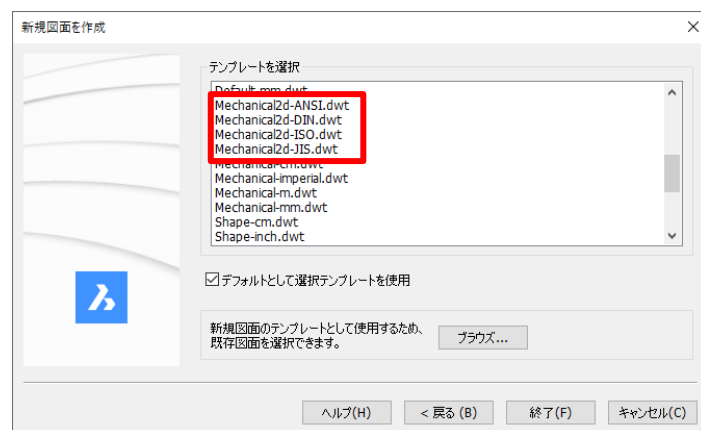 新規図面を作成
テンプレートを選択
Default-mm.dwt
Mechanical2d-ANSI.dwt
Mechanical2d-DIN.dwt
Mechanical2d-ISO.dwt
Mechanical2d-JIS.dwt
Mechanical-cm.dwt
Mechanical-imperial.dwt
Mechanical-m.dwt
Mechanical-mm.dwt
Shape-cm.dwt
Shape-inch.dwt
デフォルトとして選択テンプレートを使用
新規図面のテンプレートとして使用するため、
既存図面を選択できます。
ブラウズ...
ヘルプ(H) < 戻る (B) 終了(F) キャンセル(C)